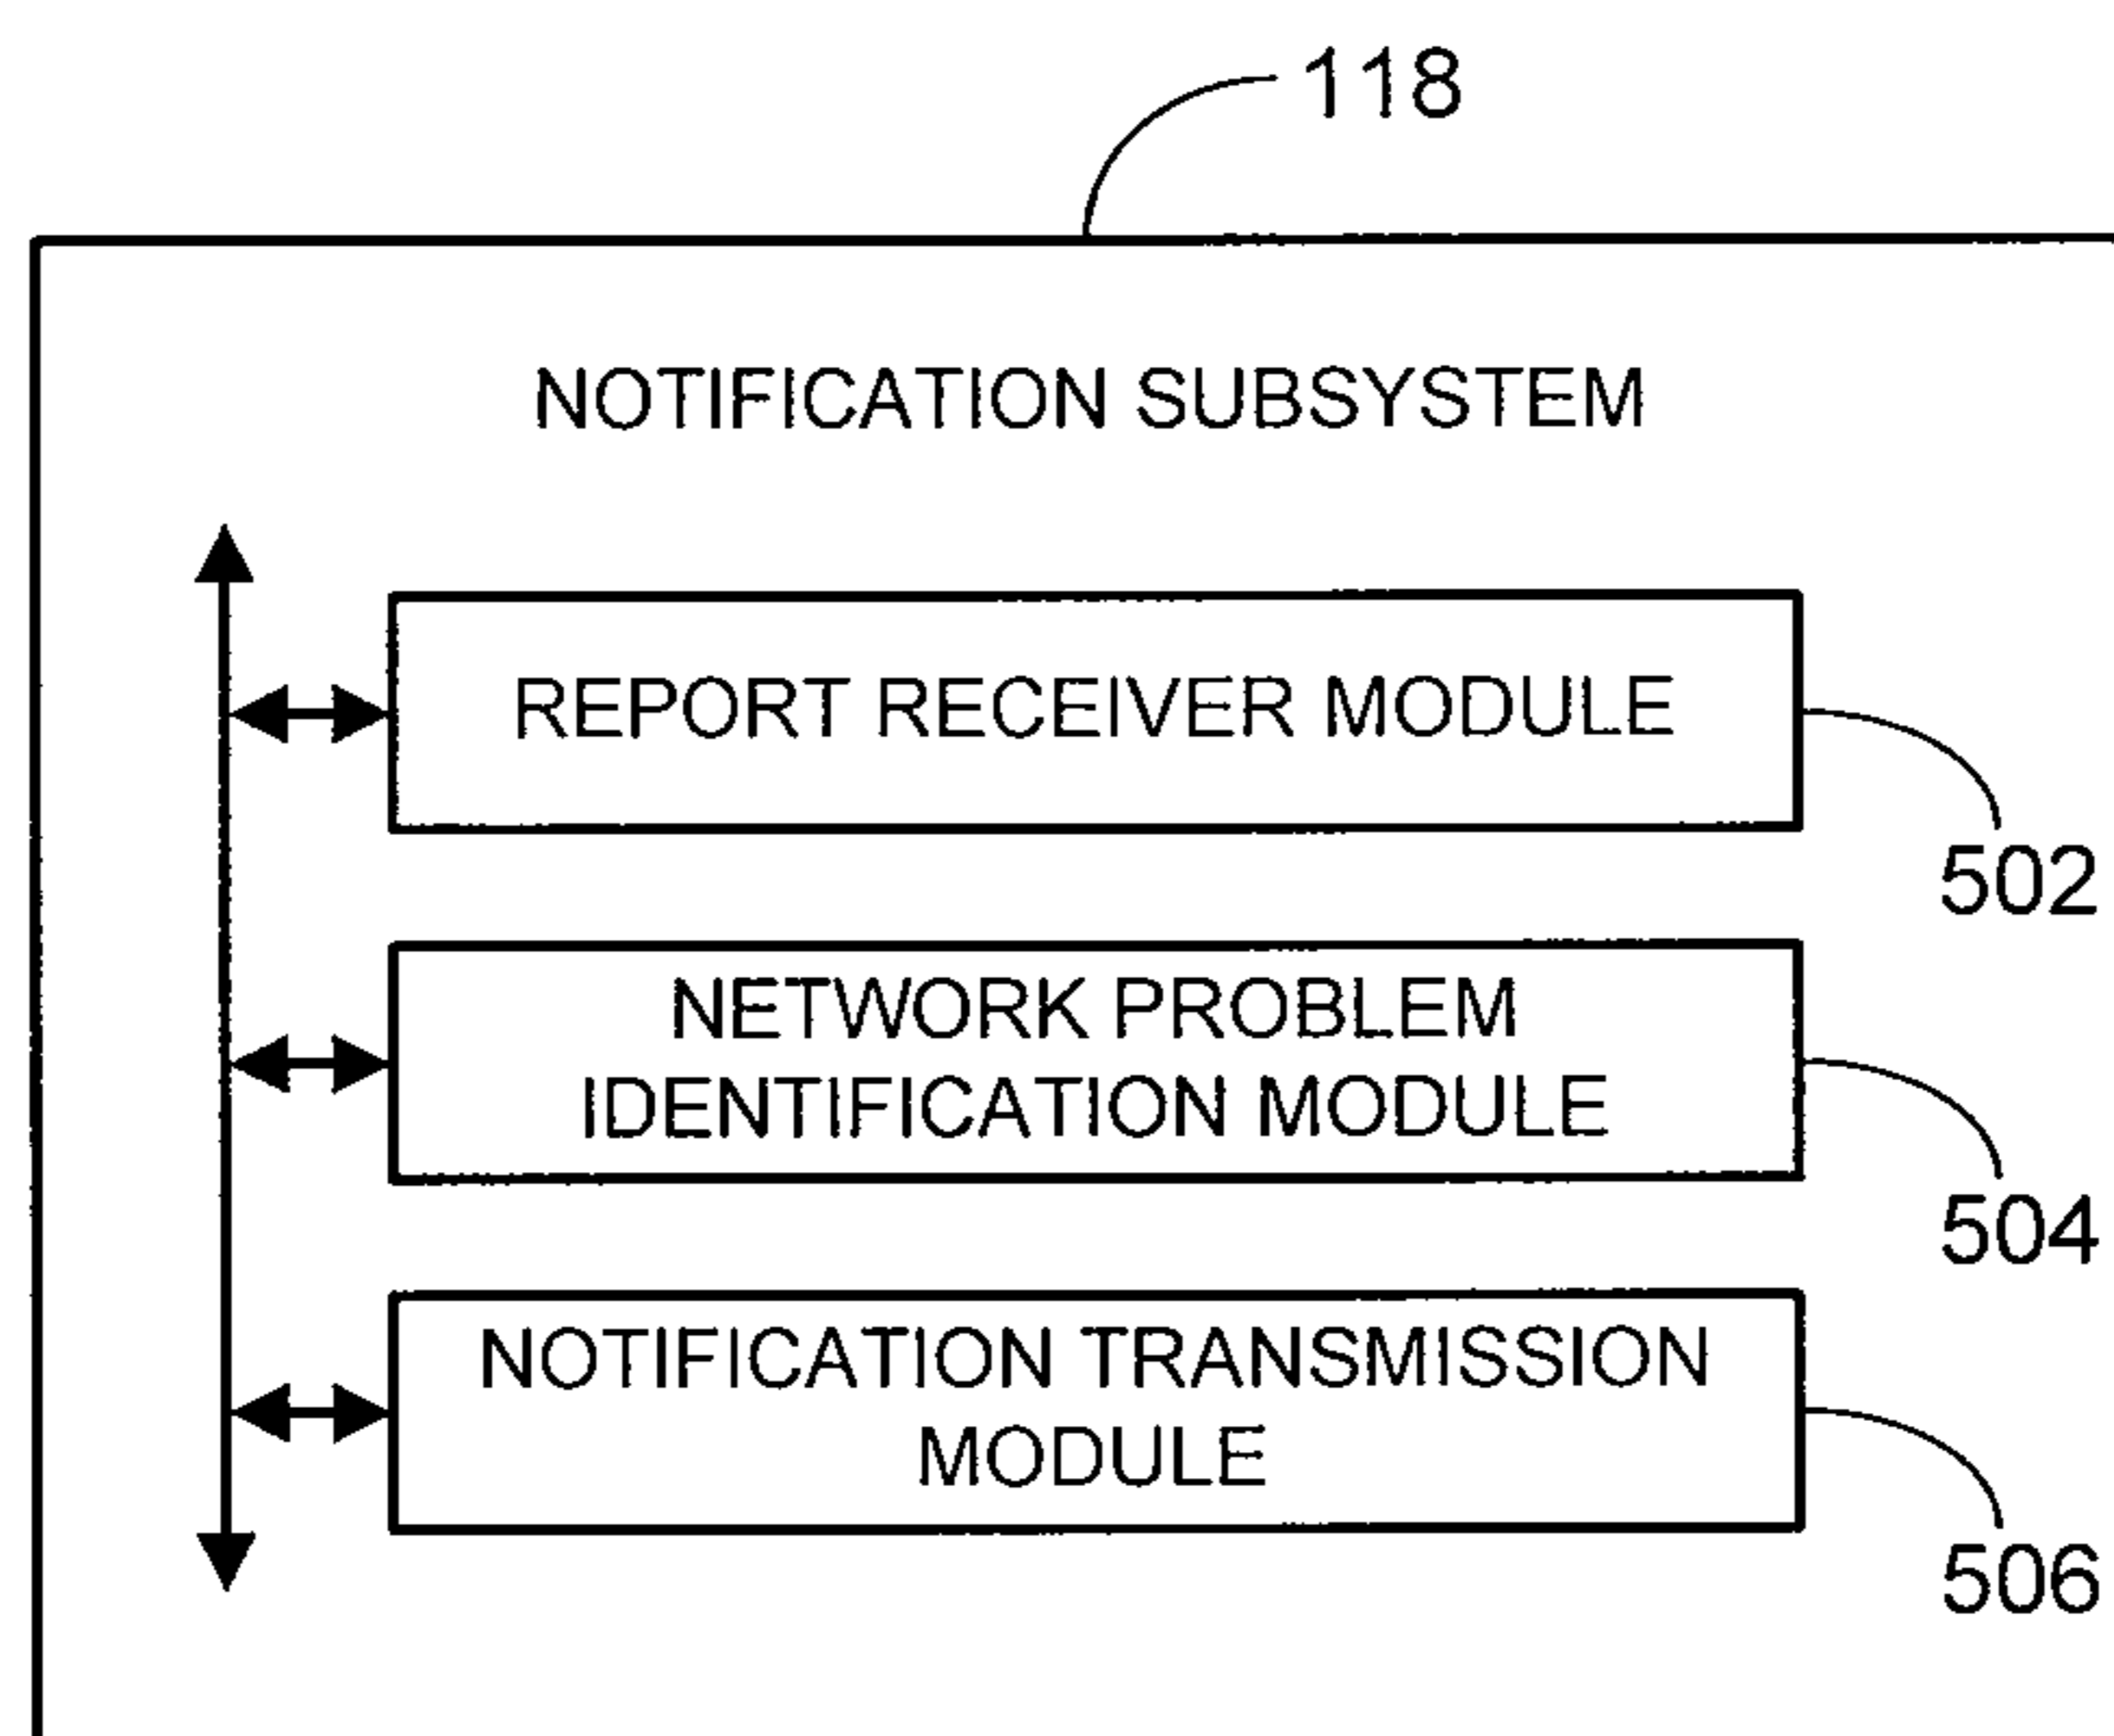 118
NOTIFICATION SUBSYSTEM
REPORT RECEIVER MODULE
502
NETWORK PROBLEM
IDENTIFICATION MODULE
504
NOTIFICATION TRANSMISSION
MODULE
506